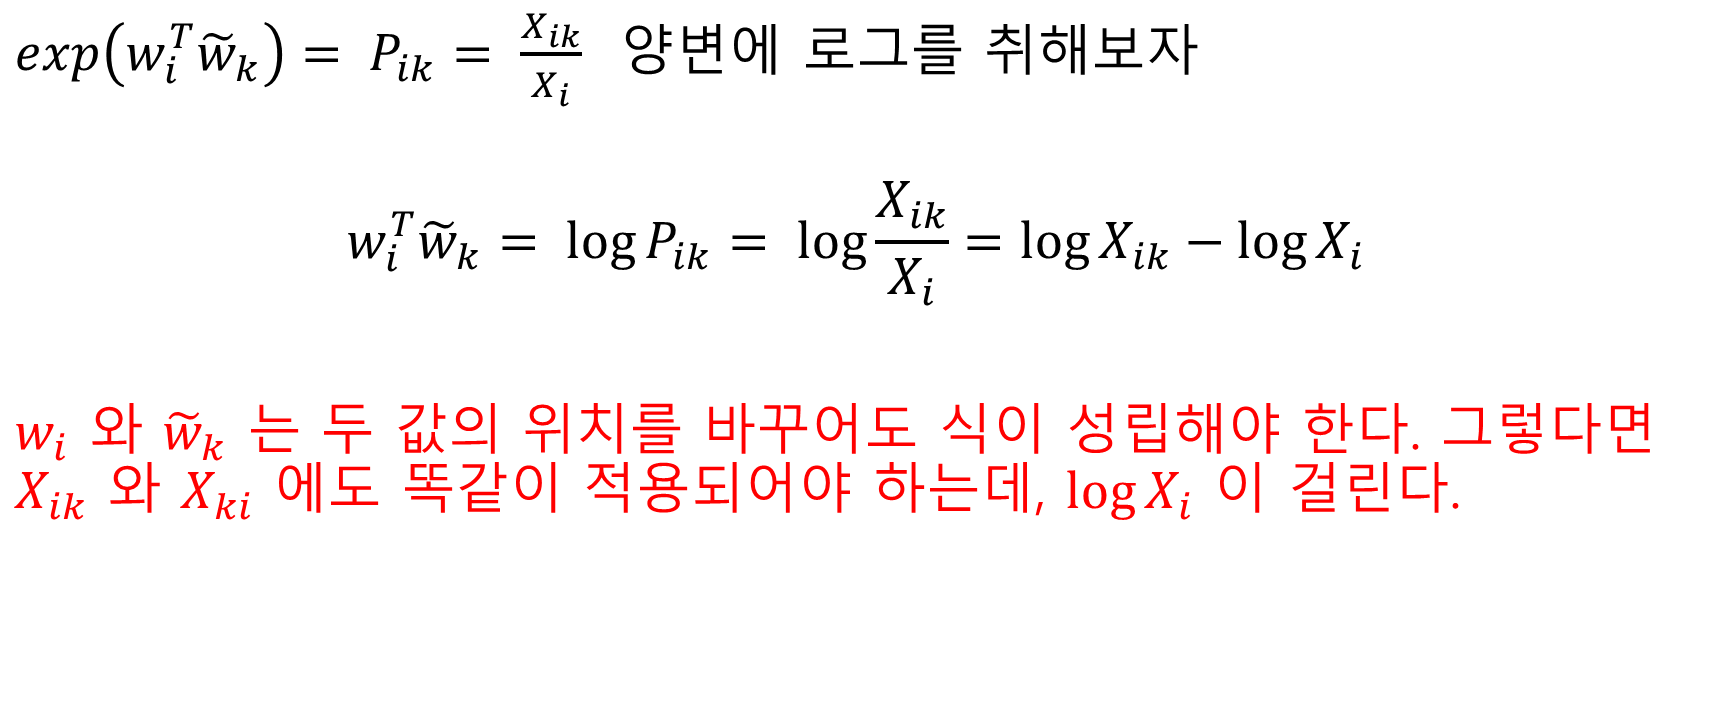 exp(w_i^T w̃_k) = P_ik = X_ik / X_i 양변에 로그를 취해보자
w_i^T w̃_k = log P_ik = log X_ik / X_i = log X_ik − log X_i
w_i 와 w̃_k 는 두 값의 위치를 바꾸어도 식이 성립해야 한다. 그렇다면
X_ik 와 X_ki 에도 똑같이 적용되어야 하는데, log X_i 이 걸린다.